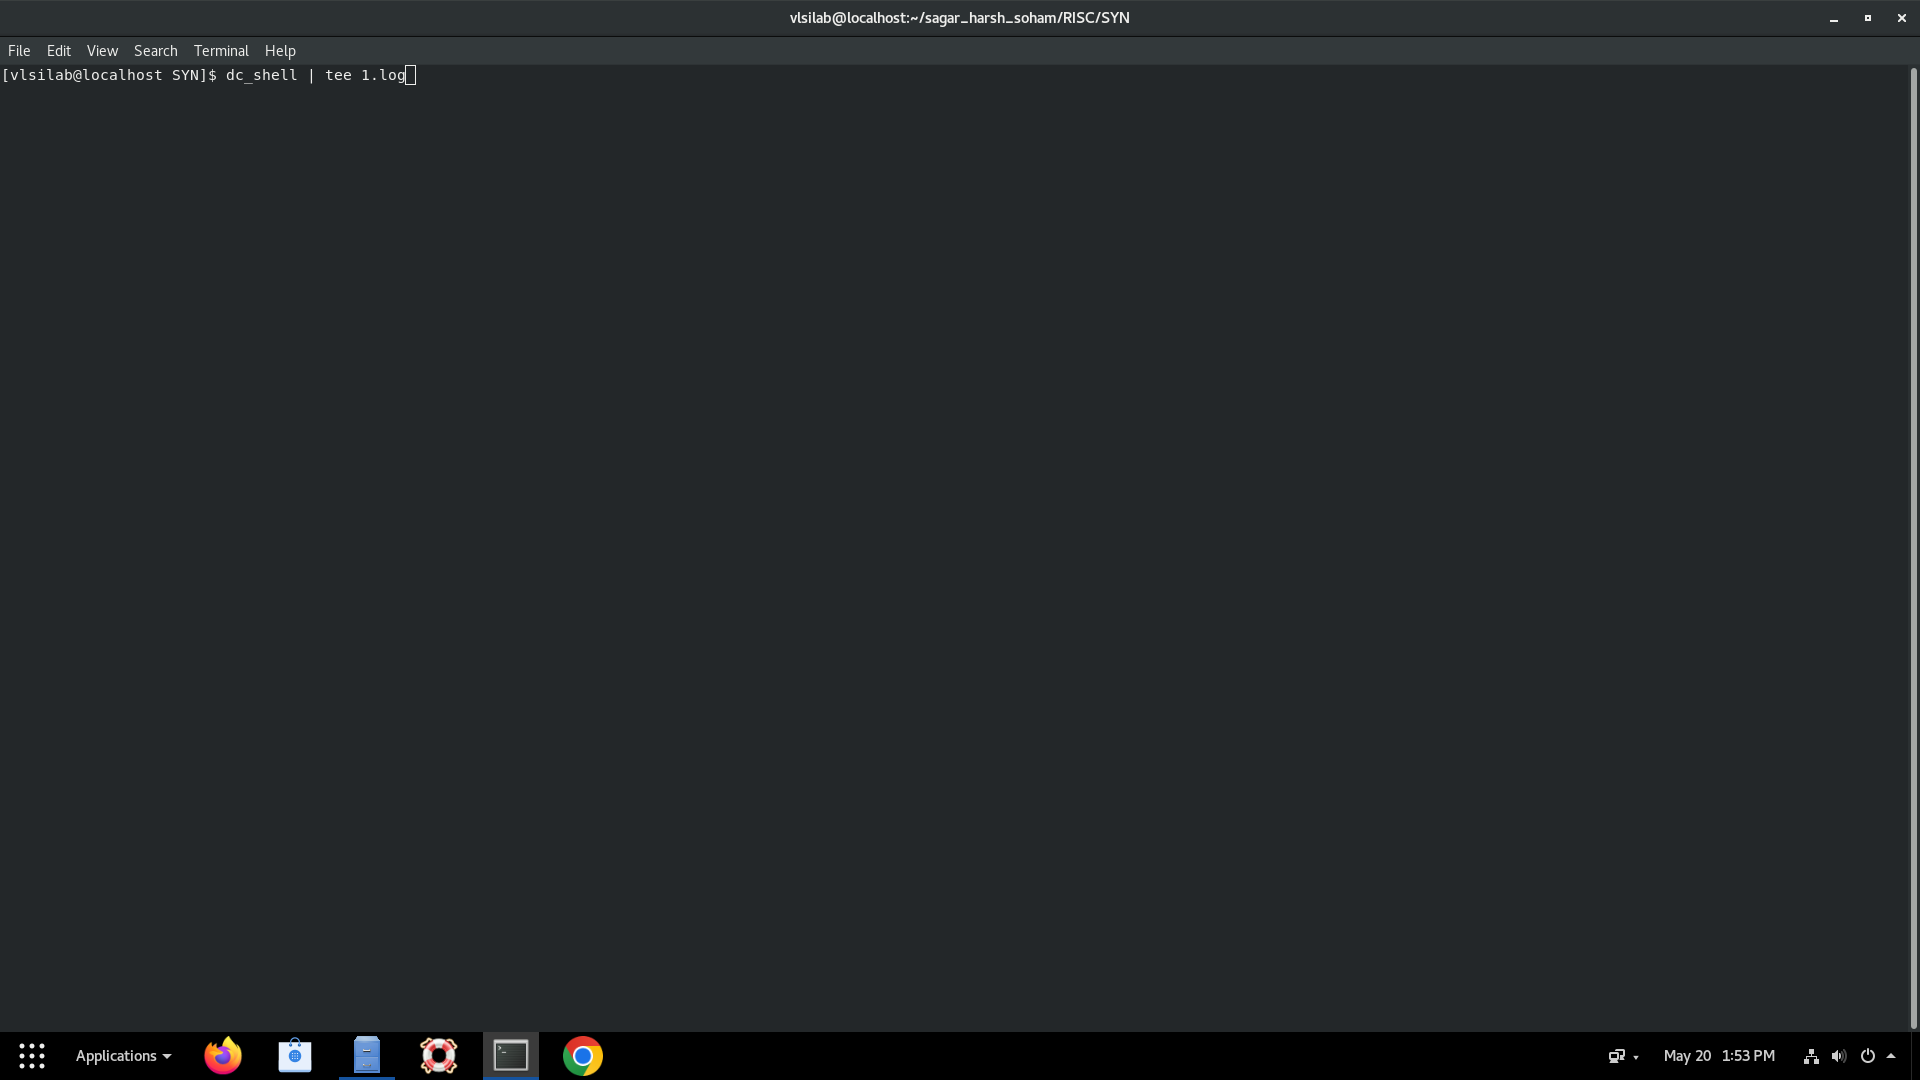 vlsilab@localhost:~/sagar_harsh_soham/RISC/SYN
File Edit View Search Terminal Help
[vlsilab@localhost SYN]$ dc_shell | tee 1.log
Applications
May 20 1:53 PM